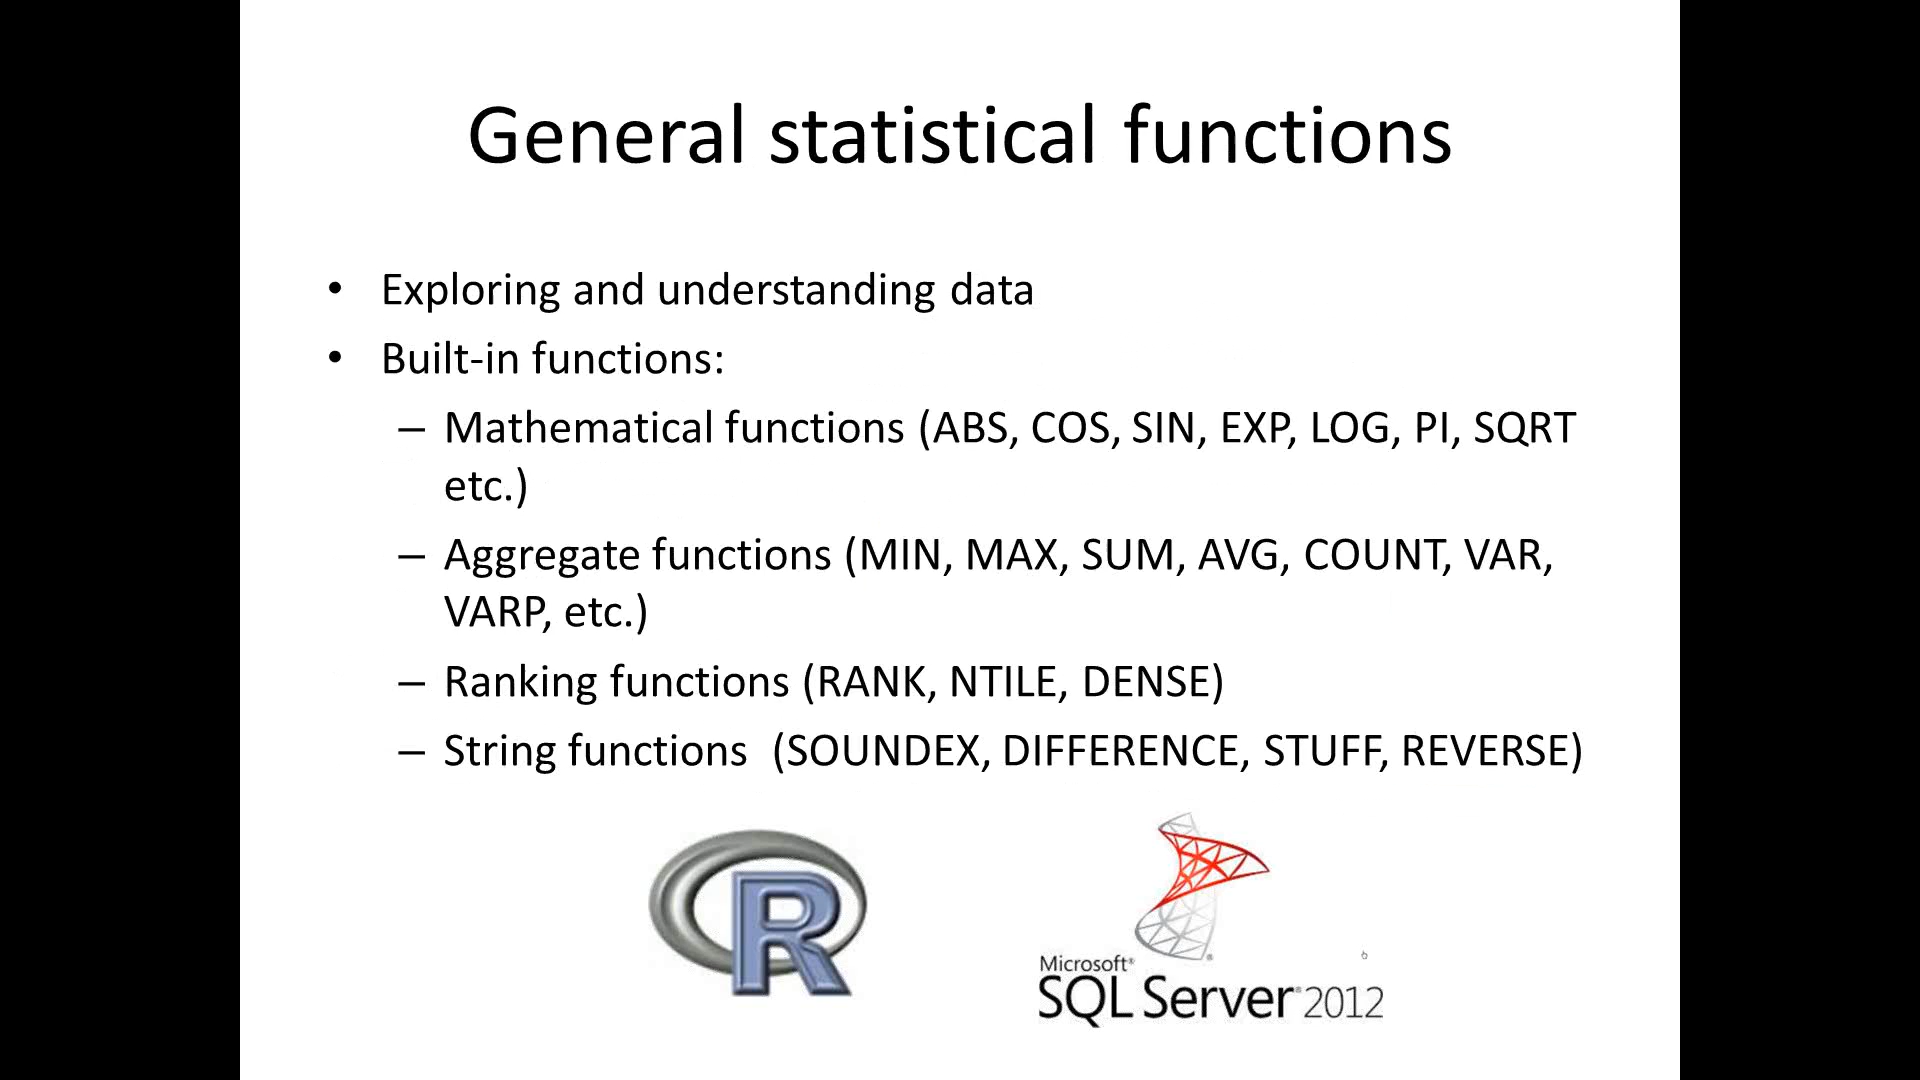 General statistical functions
• Exploring and understanding data
• Built-in functions:
– Mathematical functions (ABS, COS, SIN, EXP, LOG, PI, SQRT
etc.)
– Aggregate functions (MIN, MAX, SUM, AVG, COUNT, VAR,
VARP, etc.)
– Ranking functions (RANK, NTILE, DENSE)
– String functions  (SOUNDEX, DIFFERENCE, STUFF, REVERSE)
R
Microsoft®
SQL Server® 2012